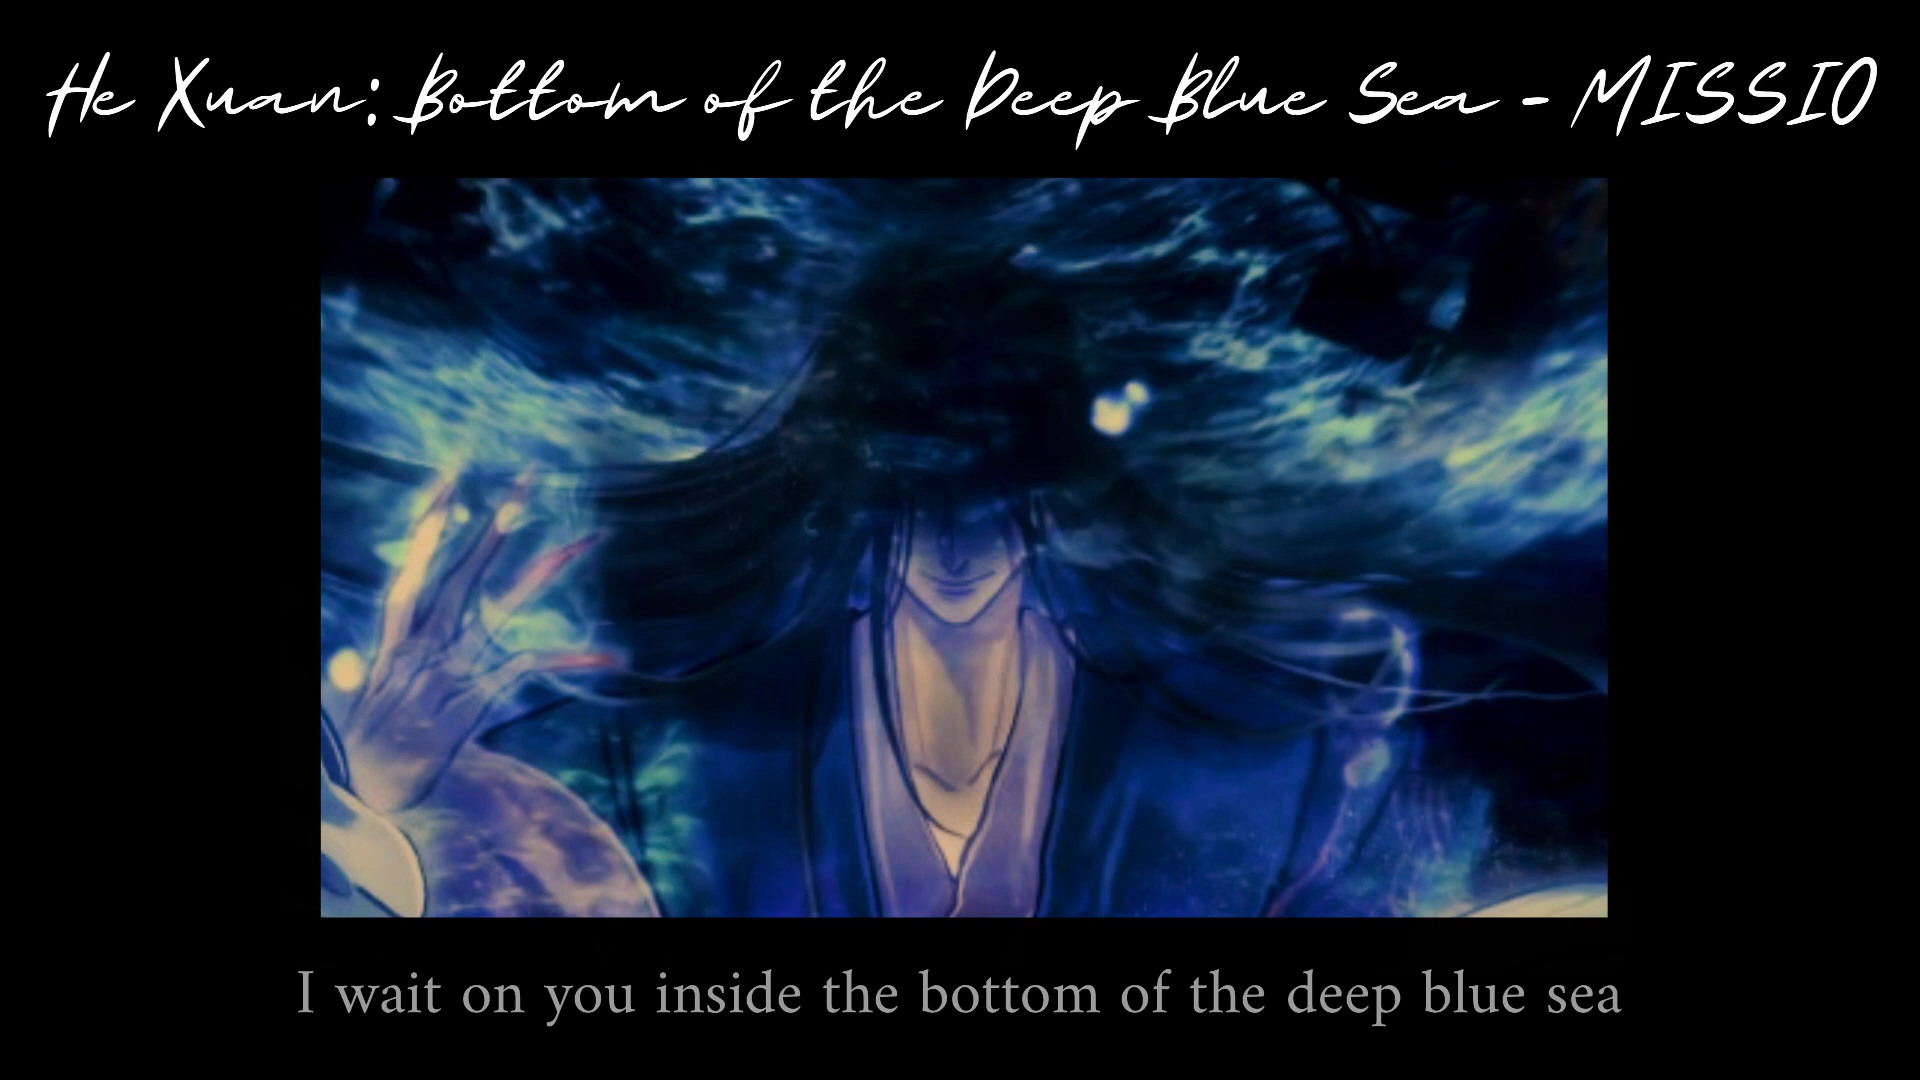 He Xuan: Bottom of the Deep Blue Sea - MISSIO
I wait on you inside the bottom of the deep blue sea